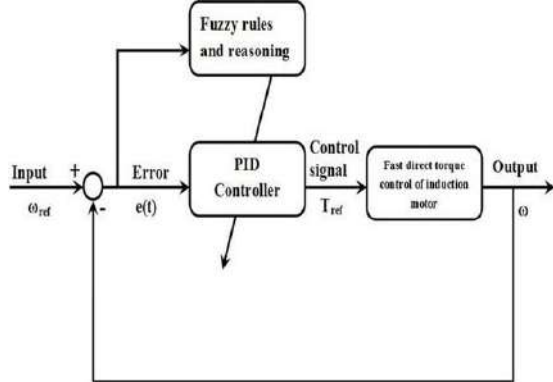 Fuzzy rules
and reasoning
Input
+
-
ω_ref
Error
e(t)
PID
Controller
Control
signal
T_ref
Fast direct torque
control of induction
motor
Output
ω